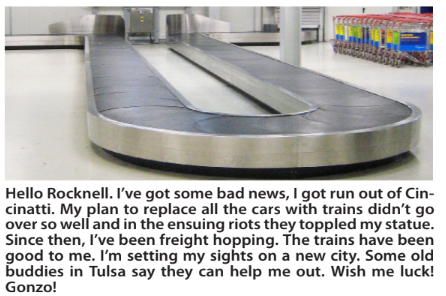 Hello Rocknell. I've got some bad news, I got run out of Cin-
cinatti. My plan to replace all the cars with trains didn't go
over so well and in the ensuing riots they toppled my statue.
Since then, I've been freight hopping. The trains have been
good to me. I'm setting my sights on a new city. Some old
buddies in Tulsa say they can help me out. Wish me luck!
Gonzo!